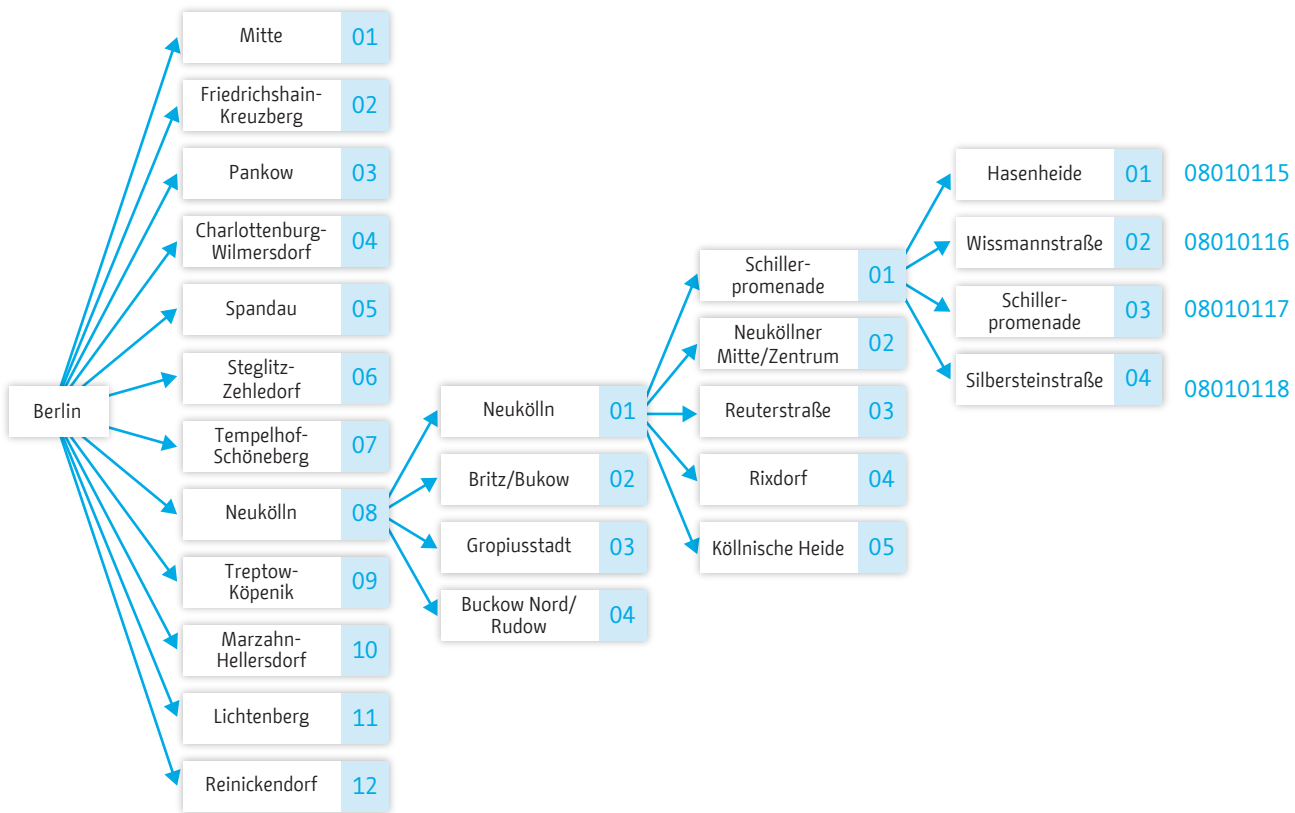 Berlin
Mitte 01
Friedrichshain-
Kreuzberg 02
Pankow 03
Charlottenburg-
Wilmersdorf 04
Spandau 05
Steglitz-
Zehledorf 06
Tempelhof-
Schöneberg 07
Neukölln 08
Treptow-
Köpenik 09
Marzahn-
Hellersdorf 10
Lichtenberg 11
Reinickendorf 12
Neukölln 01
Britz/Bukow 02
Gropiusstadt 03
Buckow Nord/
Rudow 04
Schiller-
promenade 01
Neuköllner
Mitte/Zentrum 02
Reuterstraße 03
Rixdorf 04
Köllnische Heide 05
Hasenheide 01 08010115
Wissmannstraße 02 08010116
Schiller-
promenade 03 08010117
Silbersteinstraße 04 08010118